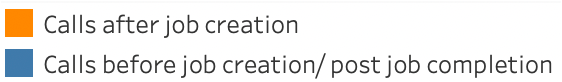 Calls after job creation
Calls before job creation/ post job completion